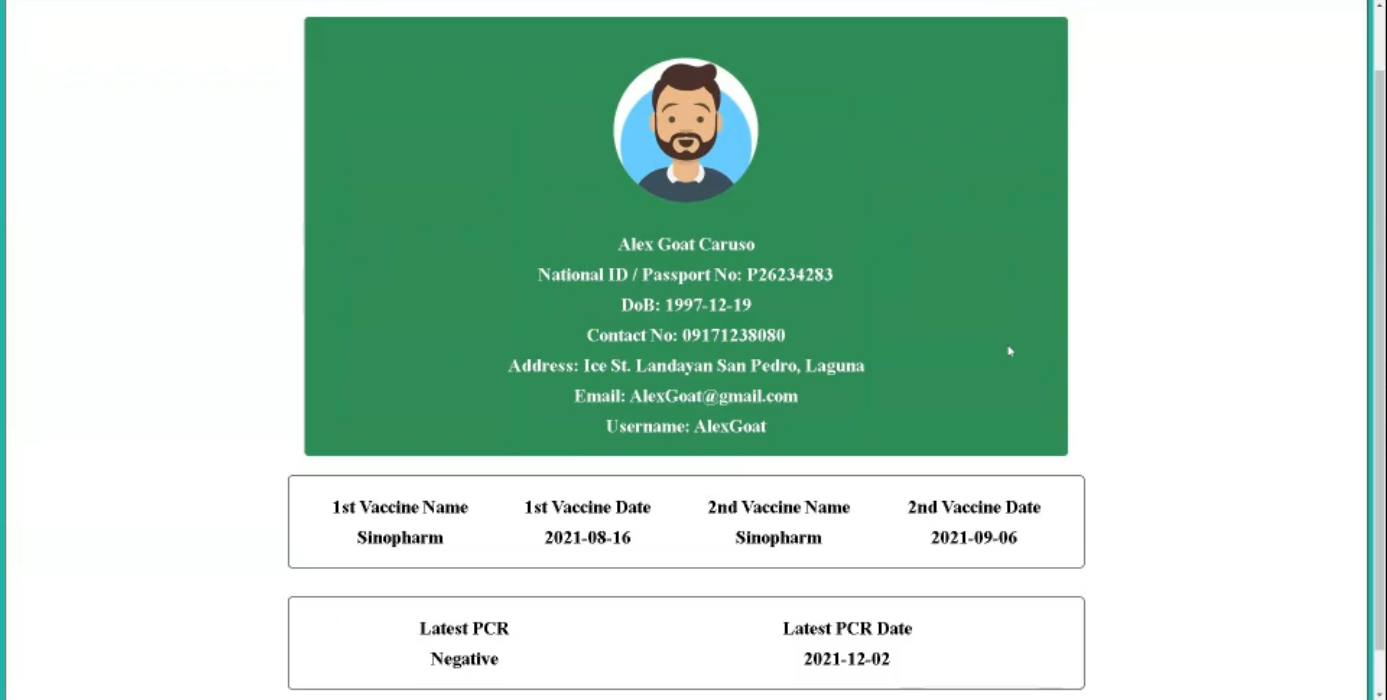 Alex Goat Caruso
National ID / Passport No: P26234283
DoB: 1997-12-19
Contact No: 09171238080
Address: Ice St. Landayan San Pedro, Laguna
Email: AlexGoat@gmail.com
Username: AlexGoat
1st Vaccine Name 1st Vaccine Date 2nd Vaccine Name 2nd Vaccine Date
Sinopharm 2021-08-16 Sinopharm 2021-09-06
Latest PCR Latest PCR Date
Negative 2021-12-02